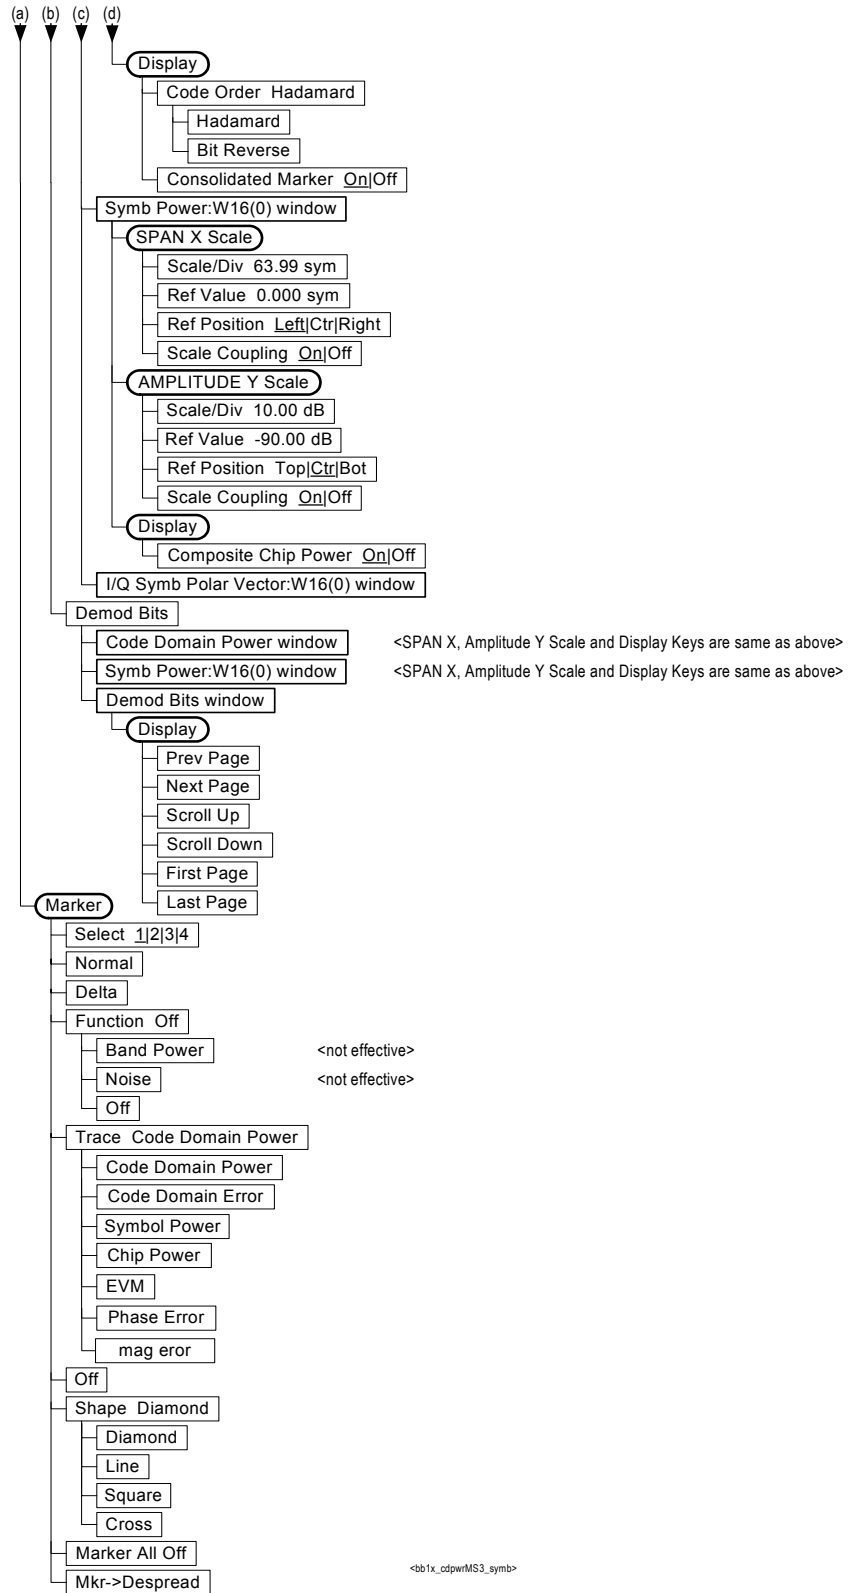 (a) (b) (c) (d)
Display
Code Order Hadamard
Hadamard
Bit Reverse
Consolidated Marker On|Off
Symb Power:W16(0) window
SPAN X Scale
Scale/Div 63.99 sym
Ref Value 0.000 sym
Ref Position Left|Ctr|Right
Scale Coupling On|Off
AMPLITUDE Y Scale
Scale/Div 10.00 dB
Ref Value -90.00 dB
Ref Position Top|Ctr|Bot
Scale Coupling On|Off
Display
Composite Chip Power On|Off
I/Q Symb Polar Vector:W16(0) window
Demod Bits
Code Domain Power window <SPAN X, Amplitude Y Scale and Display Keys are same as above>
Symb Power:W16(0) window <SPAN X, Amplitude Y Scale and Display Keys are same as above>
Demod Bits window
Display
Prev Page
Next Page
Scroll Up
Scroll Down
First Page
Last Page
Marker
Select 1|2|3|4
Normal
Delta
Function Off
Band Power <not effective>
Noise <not effective>
Off
Trace Code Domain Power
Code Domain Power
Code Domain Error
Symbol Power
Chip Power
EVM
Phase Error
mag eror
Off
Shape Diamond
Diamond
Line
Square
Cross
Marker All Off
<bb1x_cdpwrMS3_symb>
Mkr->Despread